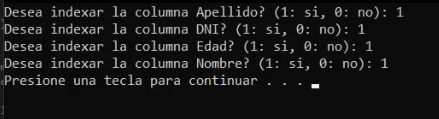 Desea indexar la columna Apellido? (1: si, 0: no): 1
Desea indexar la columna DNI? (1: si, 0: no): 1
Desea indexar la columna Edad? (1: si, 0: no): 1
Desea indexar la columna Nombre? (1: si, 0: no): 1
Presione una tecla para continuar . . .